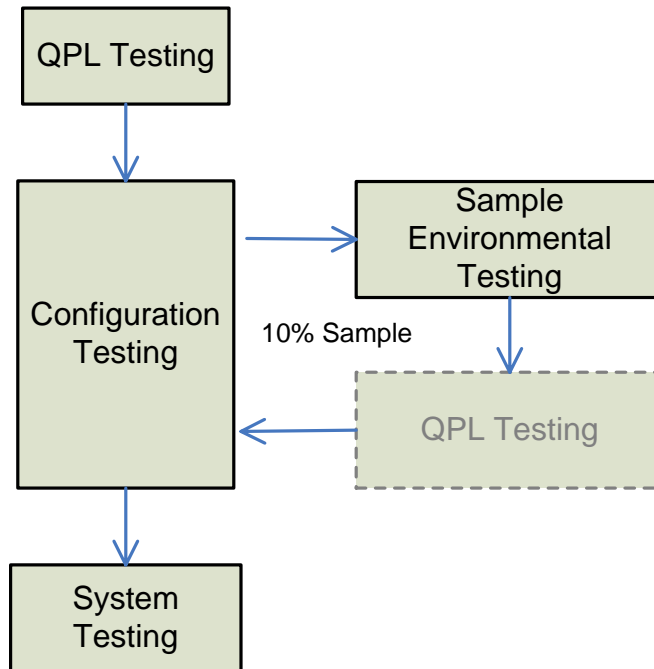 QPL Testing
Sample
Environmental
Testing
Configuration
Testing
10% Sample
QPL Testing
System
Testing